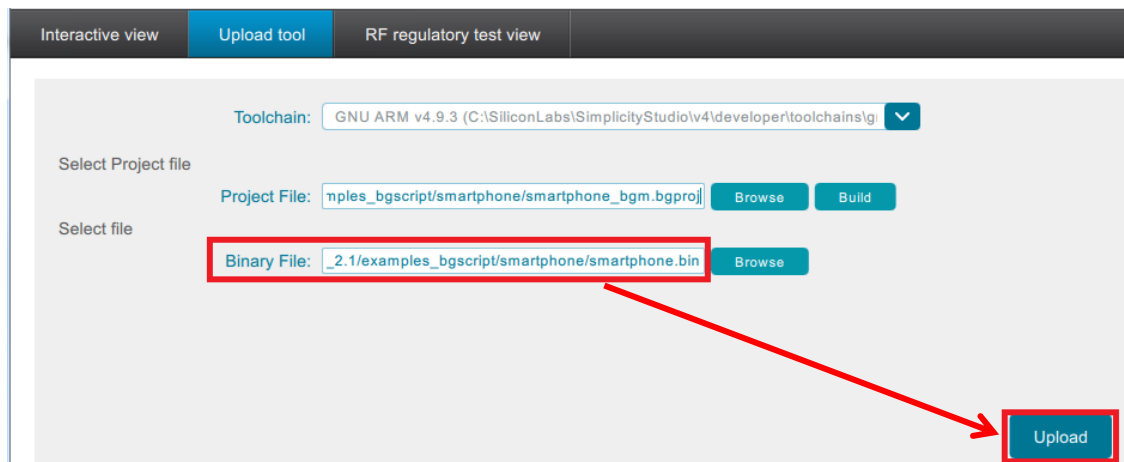 Interactive view Upload tool RF regulatory test view
Toolchain: GNU ARM v4.9.3 (C:\SiliconLabs\SimplicityStudio\v4\developer\toolchains\g
Select Project file
Project File: mples_bgscript/smartphone/smartphone_bgm.bgproj Browse Build
Select file
Binary File: _2.1/examples_bgscript/smartphone/smartphone.bin Browse
Upload